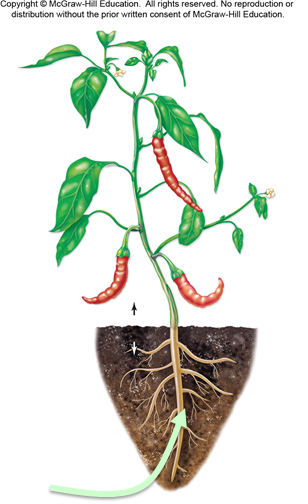 Copyright © McGraw-Hill Education. All rights reserved. No reproduction or
distribution without the prior written consent of McGraw-Hill Education.